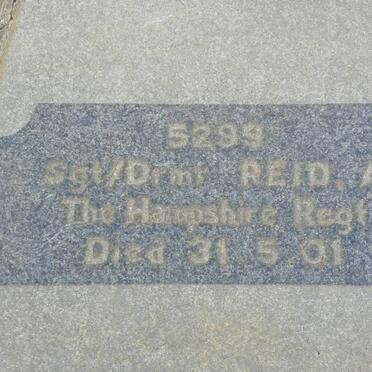 5299
Sgt/Drmr REID, A
The Hampshire Regt
Died 31. 5. 01